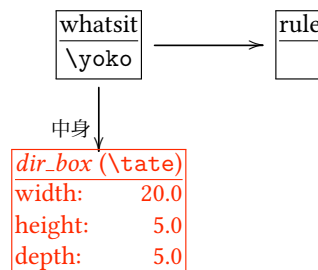 whatsit
\yoko
rule
中身
dir_box (\tate)
width: 20.0
height: 5.0
depth: 5.0